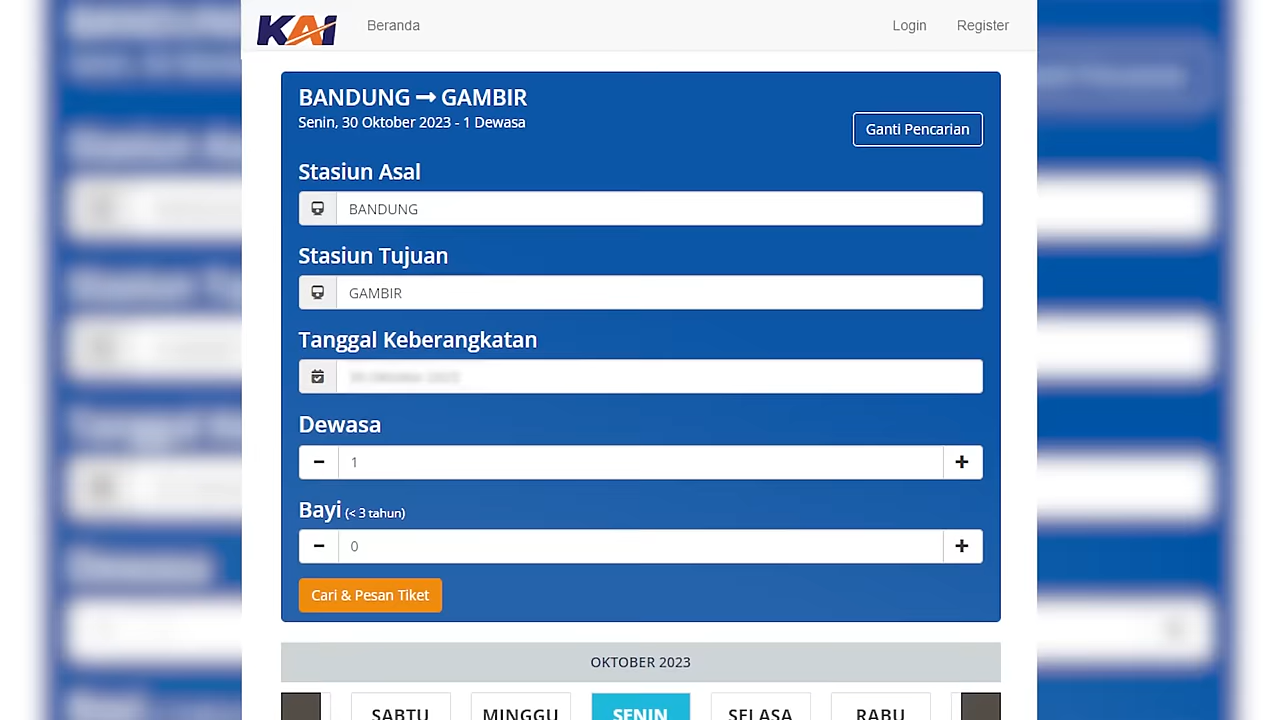 KAI
Beranda
Login
Register
BANDUNG → GAMBIR
Senin, 30 Oktober 2023 - 1 Dewasa
Ganti Pencarian
Stasiun Asal
BANDUNG
Stasiun Tujuan
GAMBIR
Tanggal Keberangkatan
Dewasa
1
Bayi (< 3 tahun)
0
Cari & Pesan Tiket
OKTOBER 2023
SABTU
MINGGU
SENIN
SELASA
RABU